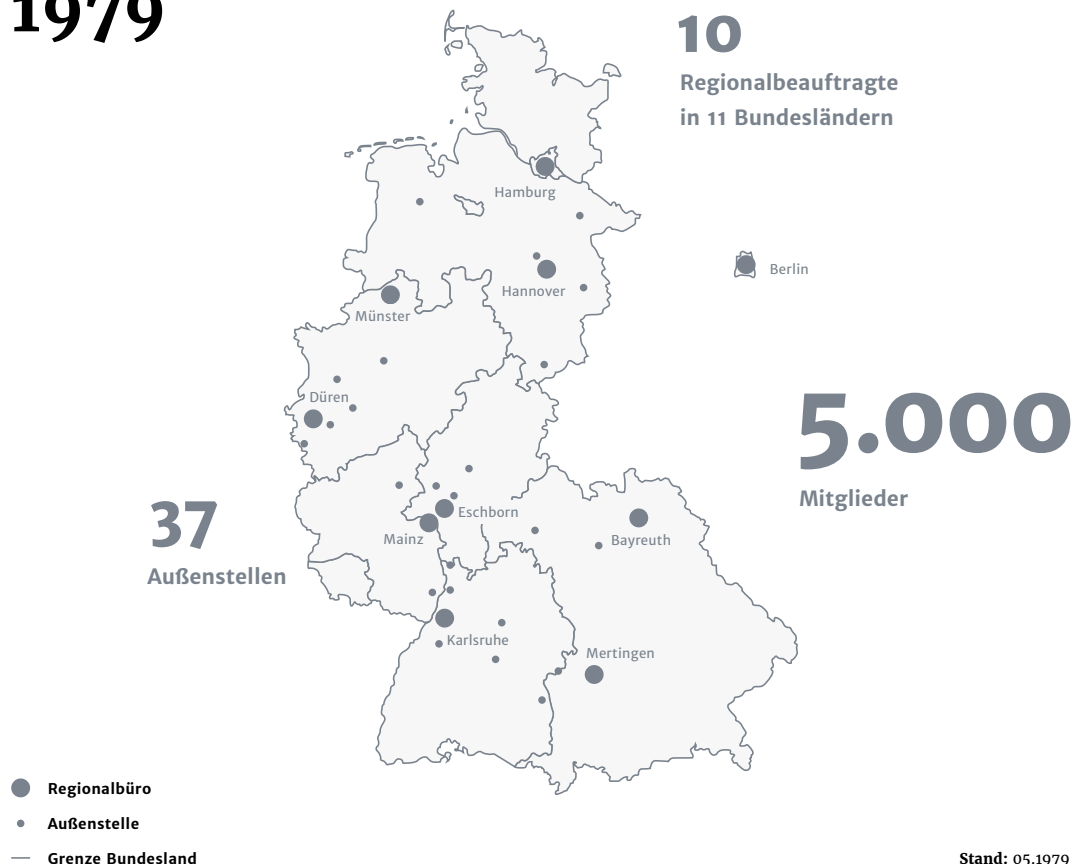 1979
10
Regionalbeauftragte
in 11 Bundesländern
Hamburg
Berlin
Hannover
Münster
Düren
5.000
Mitglieder
37
Außenstellen
Eschborn
Mainz
Bayreuth
Karlsruhe
Mertingen
Regionalbüro
Außenstelle
Grenze Bundesland
Stand: 05.1979